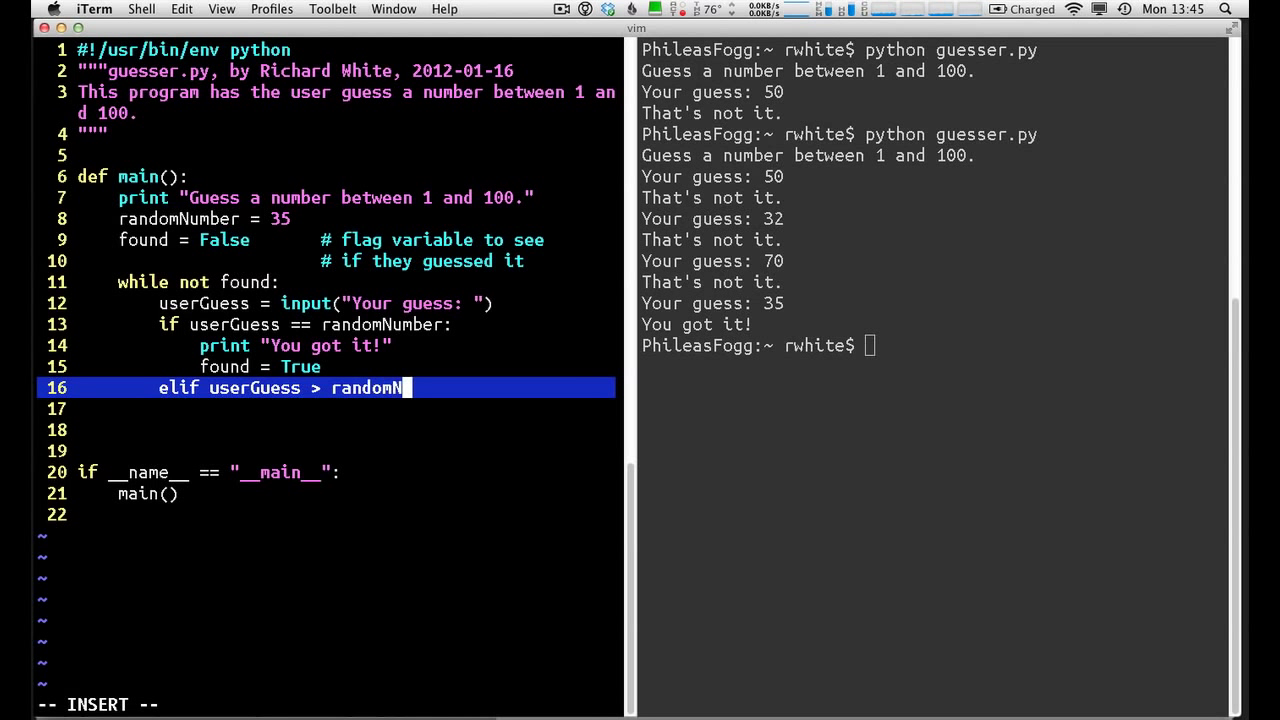 iTerm Shell Edit View Profiles Toolbelt Window Help 76° 0.0KB/s 0.0KB/s Charged Mon 13:45
vim
1 #!/usr/bin/env python
2 """guesser.py, by Richard White, 2012-01-16
3 This program has the user guess a number between 1 an
d 100.
4 """
5
6 def main():
7 print "Guess a number between 1 and 100."
8 randomNumber = 35
9 found = False # flag variable to see
10 # if they guessed it
11 while not found:
12 userGuess = input("Your guess: ")
13 if userGuess == randomNumber:
14 print "You got it!"
15 found = True
16 elif userGuess > randomN
17
18
19
20 if __name__ == "__main__":
21 main()
22
~
~
~
~
~
~
~
~
-- INSERT --
PhileasFogg:~ rwhite$ python guesser.py
Guess a number between 1 and 100.
Your guess: 50
That's not it.
PhileasFogg:~ rwhite$ python guesser.py
Guess a number between 1 and 100.
Your guess: 50
That's not it.
Your guess: 32
That's not it.
Your guess: 70
That's not it.
Your guess: 35
You got it!
PhileasFogg:~ rwhite$